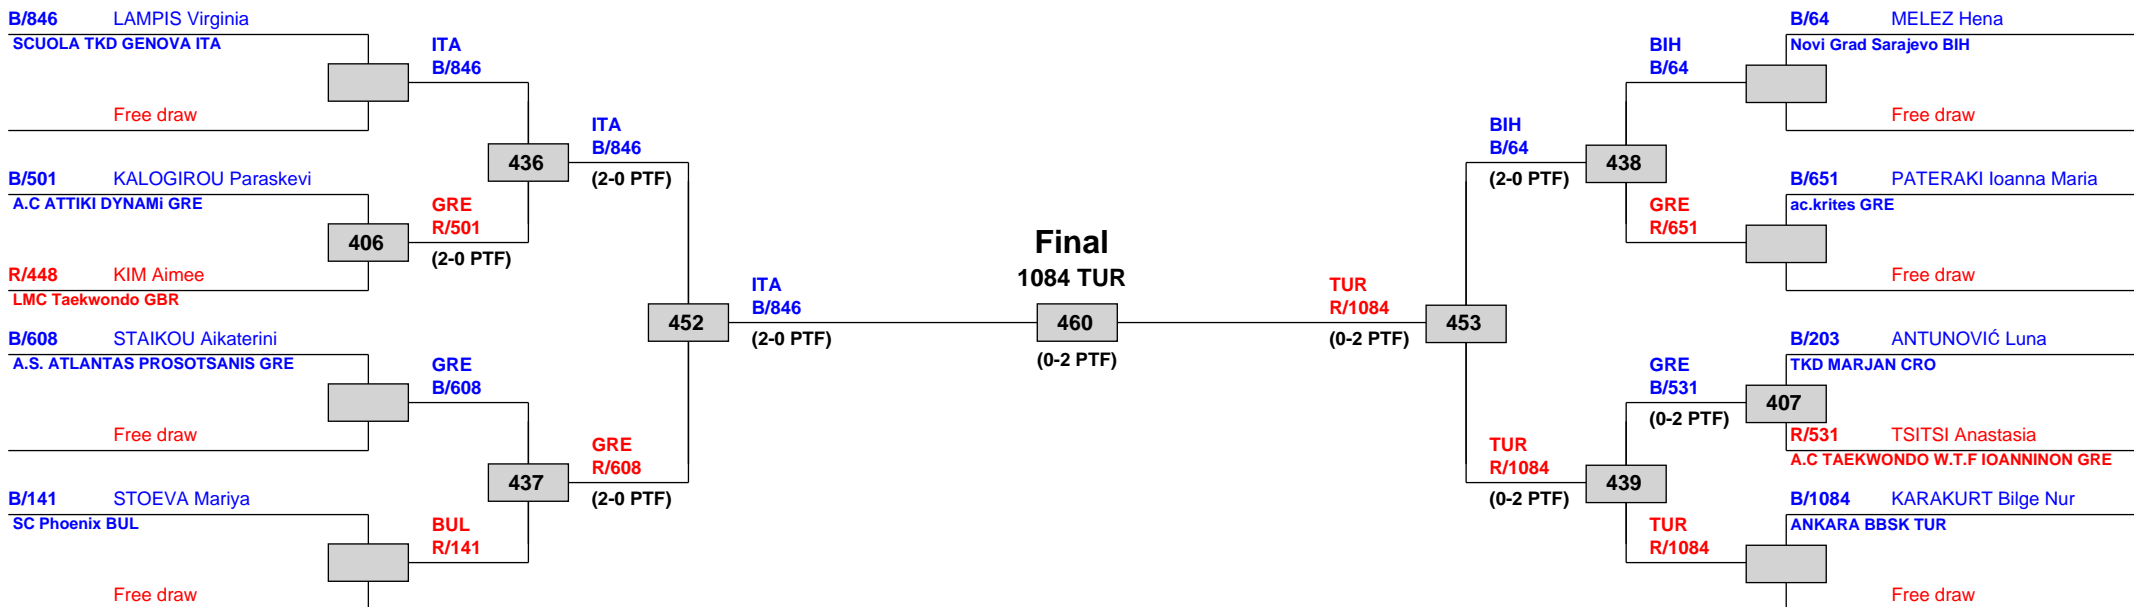 B/846 LAMPIS Virginia
SCUOLA TKD GENOVA ITA
Free draw
B/501 KALOGIROU Paraskevi
A.C ATTIKI DYNAMi GRE
406
R/448 KIM Aimee
LMC Taekwondo GBR
B/608 STAIKOU Aikaterini
A.S. ATLANTAS PROSOTSANIS GRE
Free draw
B/141 STOEVA Mariya
SC Phoenix BUL
Free draw
ITA
B/846
436
GRE
R/501
(2-0 PTF)
GRE
B/608
437
BUL
R/141
ITA
B/846
(2-0 PTF)
452
GRE
R/608
(2-0 PTF)
ITA
B/846
(2-0 PTF)
Final
1084 TUR
460
(0-2 PTF)
TUR
R/1084
(0-2 PTF)
453
BIH
B/64
(2-0 PTF)
TUR
R/1084
(0-2 PTF)
BIH
B/64
438
GRE
R/651
GRE
B/531
(0-2 PTF)
439
TUR
R/1084
B/64 MELEZ Hena
Novi Grad Sarajevo BIH
Free draw
B/651 PATERAKI Ioanna Maria
ac.krites GRE
Free draw
B/203 ANTUNOVIĆ Luna
TKD MARJAN CRO
407
R/531 TSITSI Anastasia
A.C TAEKWONDO W.T.F IOANNINON GRE
B/1084 KARAKURT Bilge Nur
ANKARA BBSK TUR
Free draw